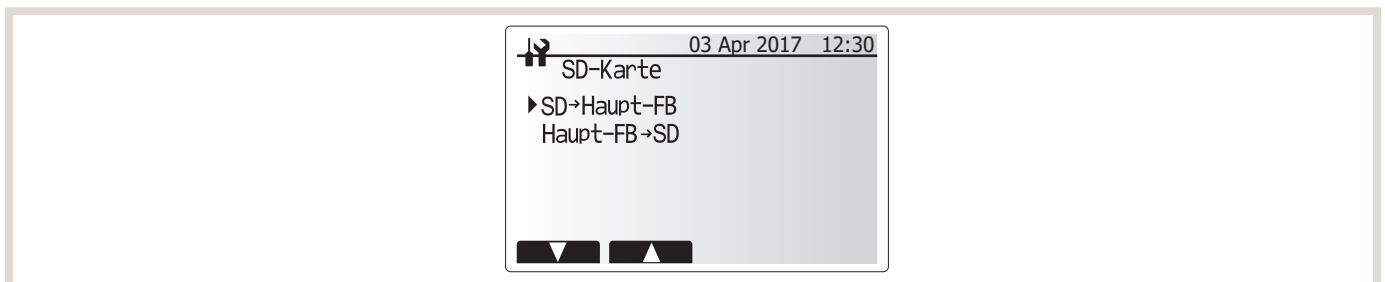 03 Apr 2017 12:30
SD-Karte
SD→Haupt-FB
Haupt-FB→SD